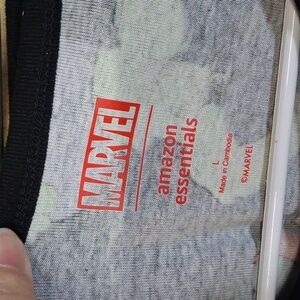 MARVEL
amazon
essentials
L
Made in Cambodia
©MARVEL